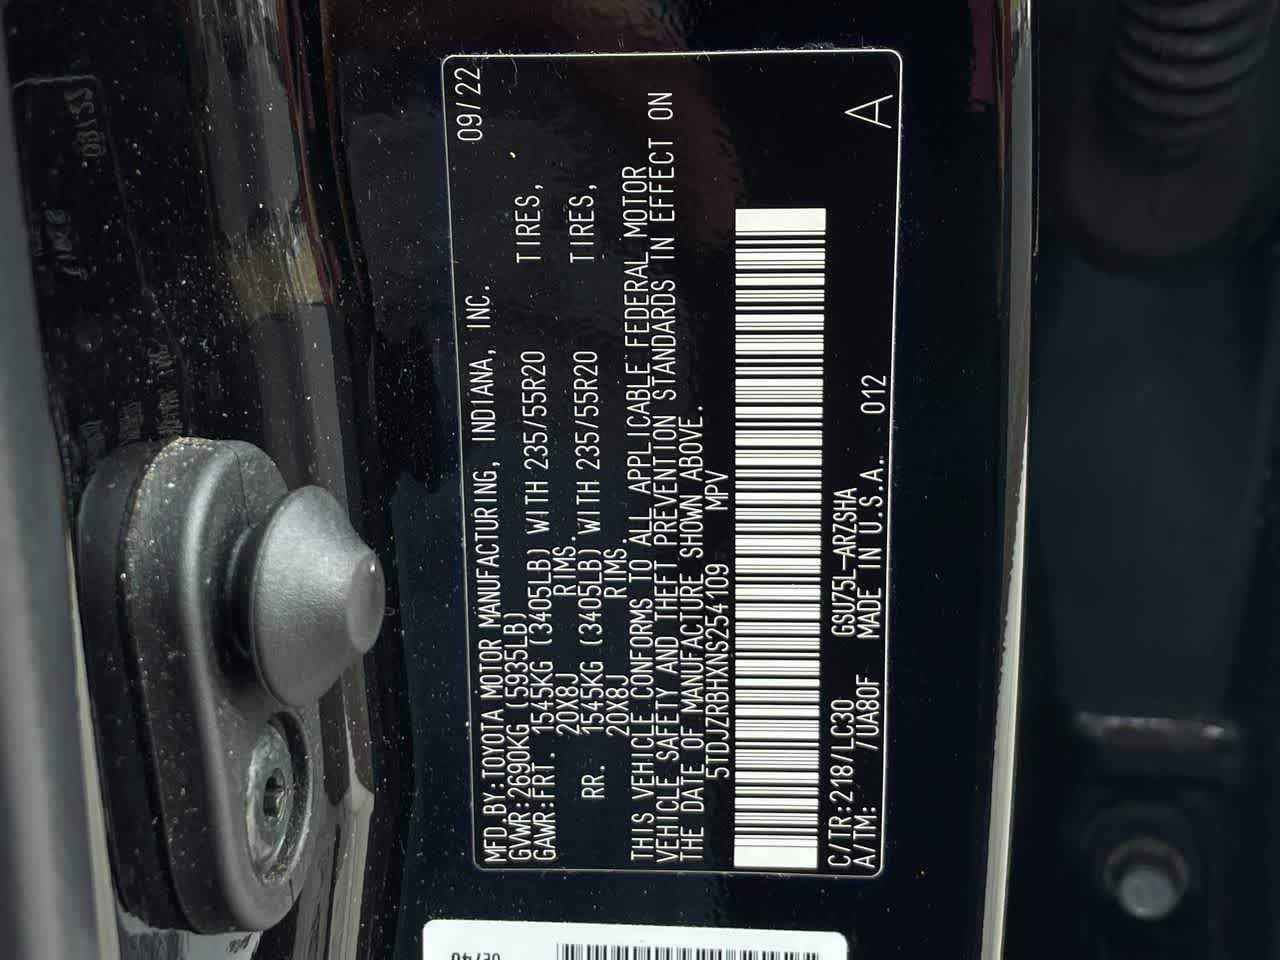 MFD.BY:TOYOTA MOTOR MANUFACTURING, INDIANA, INC. 09/22
GVWR:2690KG (5935LB)
GAWR:FRT. 1545KG (3405LB) WITH 235/55R20 TIRES,
20X8J RIMS.
RR. 1545KG (3405LB) WITH 235/55R20 TIRES,
20X8J RIMS.
THIS VEHICLE CONFORMS TO ALL APPLICABLE FEDERAL MOTOR
VEHICLE SAFETY AND THEFT PREVENTION STANDARDS IN EFFECT ON
THE DATE OF MANUFACTURE SHOWN ABOVE.
5TDJZRBHXNS254109 MPV
C/TR:218/LC30 GSU75L-ARZSHA
A/TM: /UA80F MADE IN U.S.A. 012 A